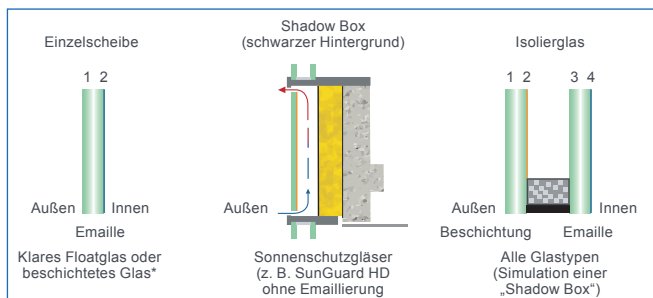 Einzelscheibe
1 2
Außen Innen
Emaille
Klares Floatglas oder
beschichtetes Glas*
Shadow Box
(schwarzer Hintergrund)
Außen
Sonnenschutzgläser
(z. B. SunGuard HD
ohne Emaillierung
Isolierglas
1 2 3 4
Außen Innen
Beschichtung Emaille
Alle Glastypen
(Simulation einer
„Shadow Box“)